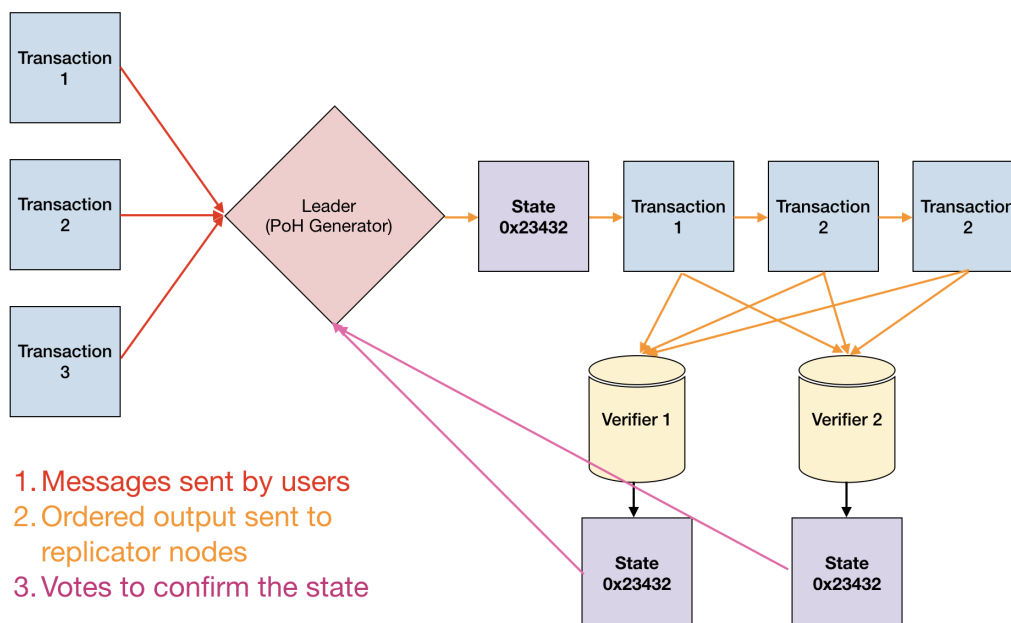 Transaction
1
Transaction
2
Transaction
3
Leader
(PoH Generator)
State
0x23432
Transaction
1
Transaction
2
Transaction
2
Verifier 1
Verifier 2
State
0x23432
State
0x23432
1. Messages sent by users
2. Ordered output sent to
replicator nodes
3. Votes to confirm the state